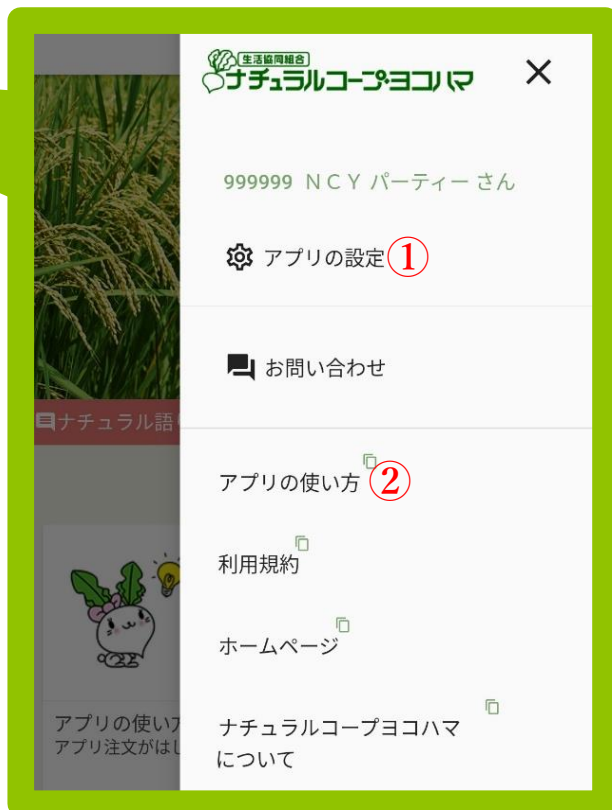 生活協同組合
ナチュラルコープ・ヨコハマ
999999 ＮＣＹ パーティー さん
アプリの設定 ①
お問い合わせ
ナチュラル語
アプリの使い方 ②
利用規約
ホームページ
ナチュラルコープヨコハマ
について
アプリの使い方
アプリ注文がはじ